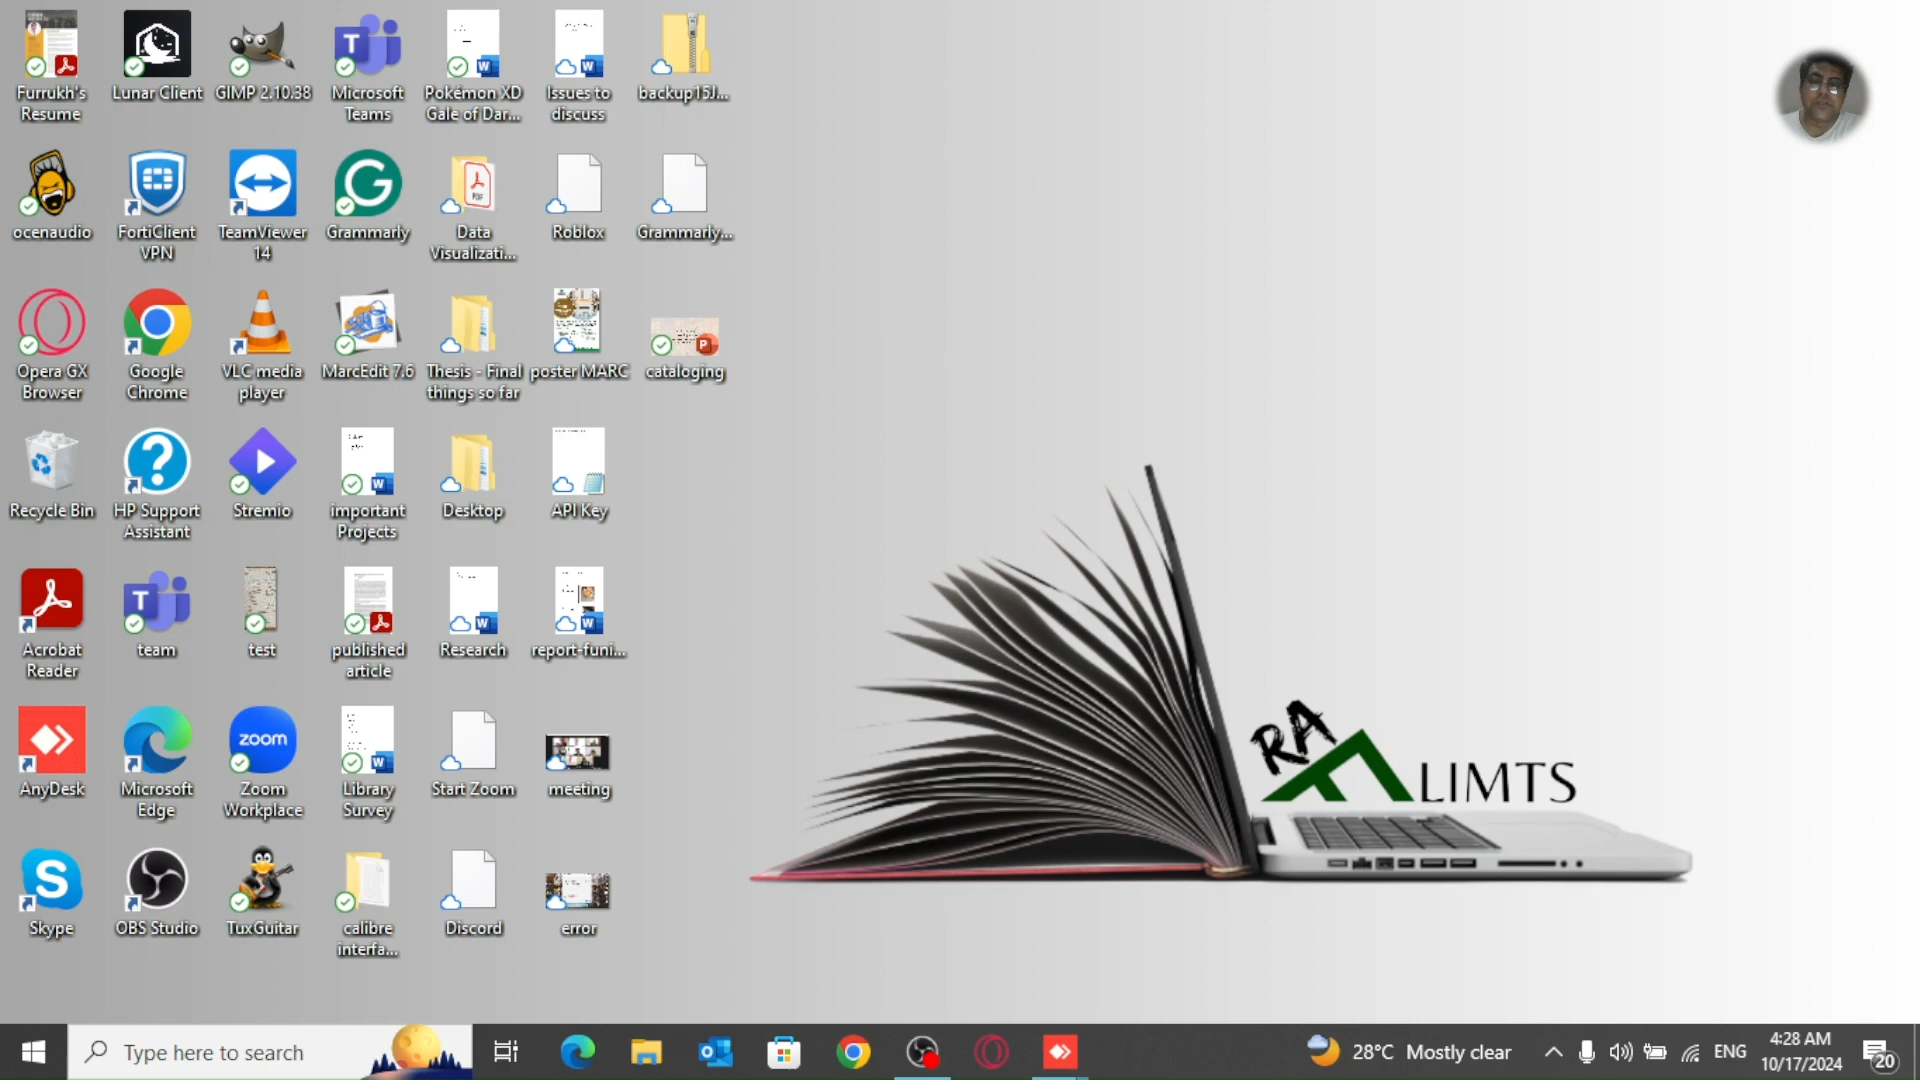 Furrukh's
Resume
Lunar Client
GIMP 2.10.38
Microsoft
Teams
Pokémon XD
Gale of Dar...
Issues to
discuss
backup15J...
ocenaudio
FortiClient
VPN
TeamViewer
14
Grammarly
Data
Visualizati...
Roblox
Grammarly...
Opera GX
Browser
Google
Chrome
VLC media
player
MarcEdit 7.6
Thesis - Final
things so far
poster MARC
cataloging
Recycle Bin
HP Support
Assistant
Stremio
important
Projects
Desktop
API Key
Acrobat
Reader
team
test
published
article
Research
report-funi...
AnyDesk
Microsoft
Edge
zoom
Zoom
Workplace
Library
Survey
Start Zoom
meeting
Skype
OBS Studio
TuxGuitar
calibre
interfa...
Discord
error
RA
LIMTS
Type here to search
28°C Mostly clear
ENG
4:28 AM
10/17/2024
20